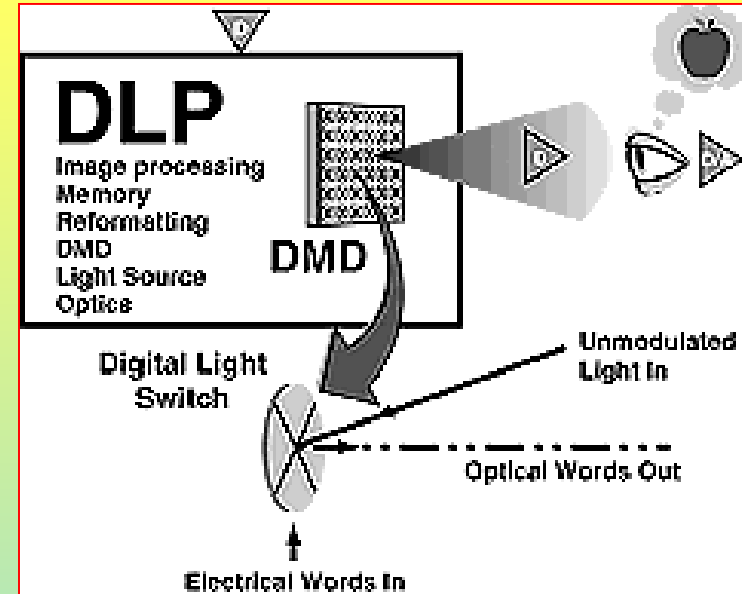 D
DLP
Image processing
Memory
Reformatting
DMD
Light Source
Optics
DMD
D
Digital Light
Switch
Unmodulated
Light In
Optical Words Out
Electrical Words In